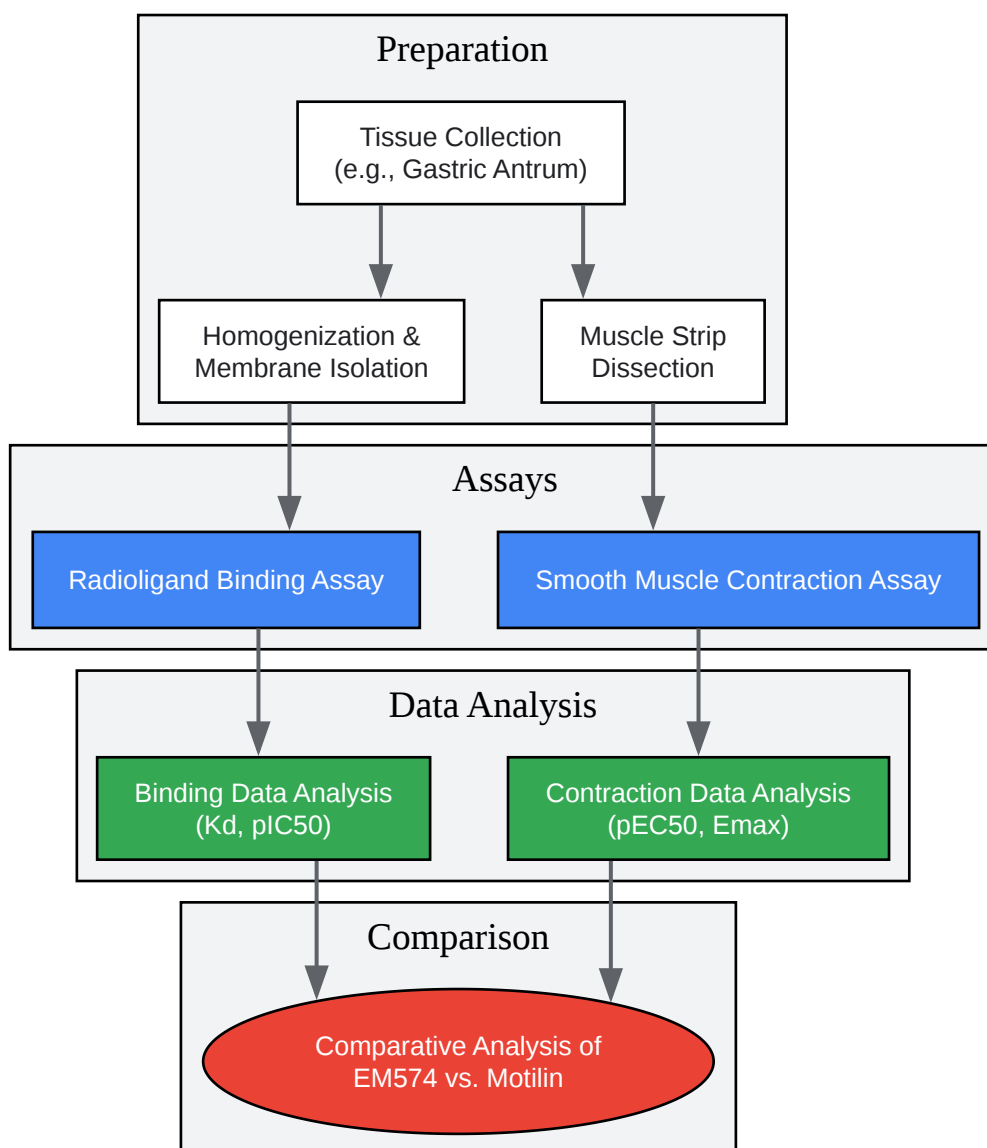 Preparation
Tissue Collection
(e.g., Gastric Antrum)
Homogenization &
Membrane Isolation
Muscle Strip
Dissection
Assays
Radioligand Binding Assay
Smooth Muscle Contraction Assay
Data Analysis
Binding Data Analysis
(Kd, pIC50)
Contraction Data Analysis
(pEC50, Emax)
Comparison
Comparative Analysis of
EM574 vs. Motilin